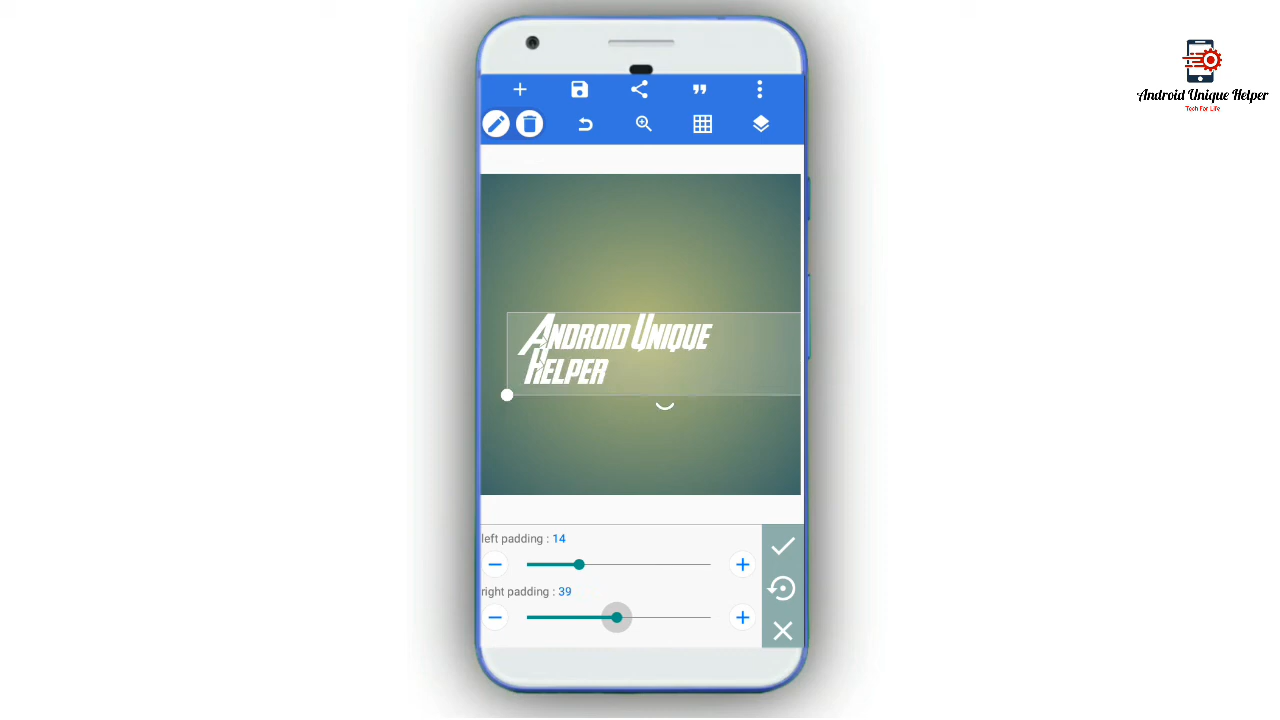 Android Unique Helper
Tech For Life
Android Unique
Helper
left padding : 14
right padding : 39